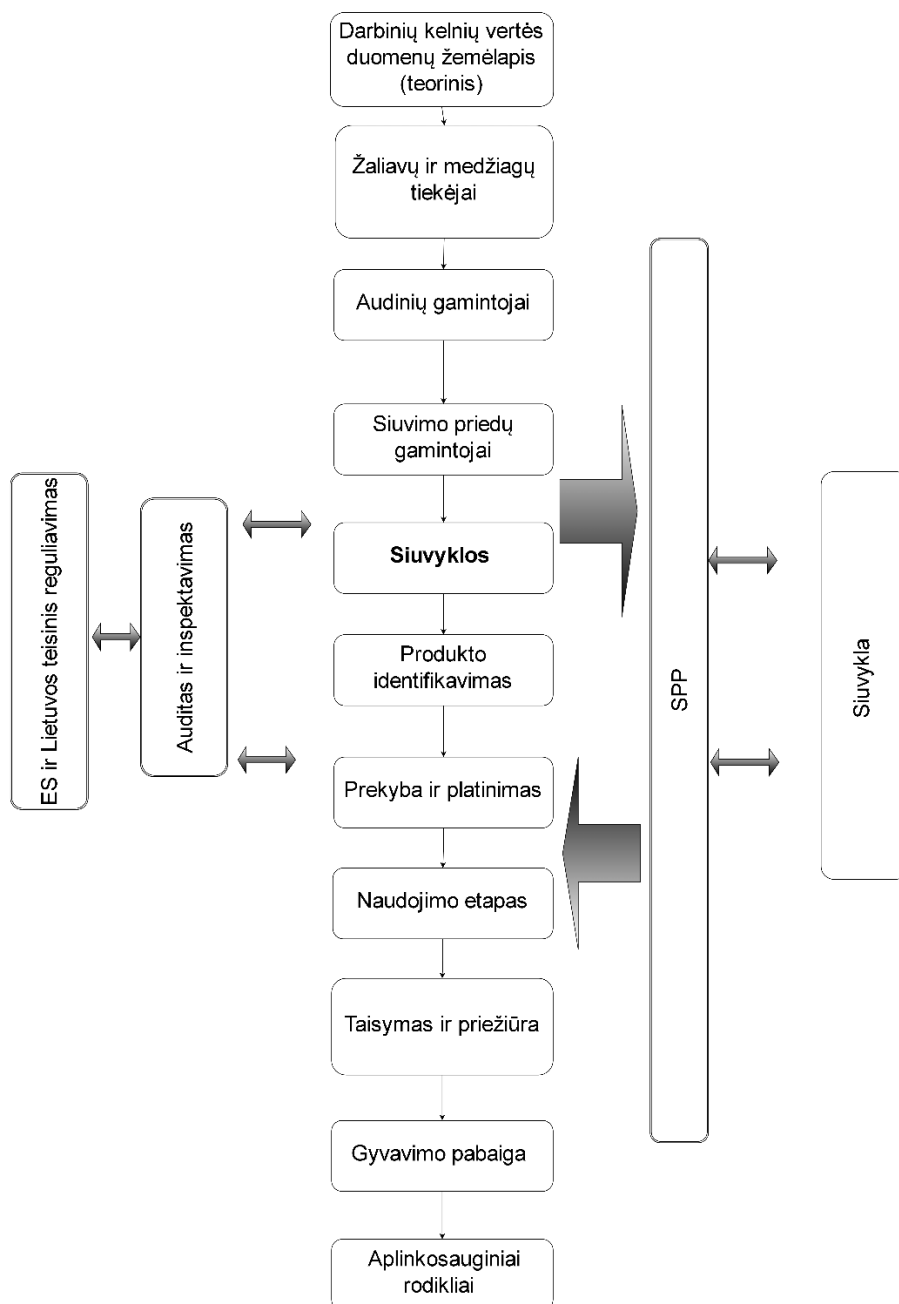 Darbinių kelnių vertės
duomenų žemėlapis
(teorinis)
Žaliavų ir medžiagų
tiekėjai
Audinių gamintojai
Siuvimo priedų
gamintojai
Siuvyklos
Produkto
identifikavimas
Prekyba ir platinimas
Naudojimo etapas
Taisymas ir priežiūra
Gyvavimo pabaiga
Aplinkosauginiai
rodikliai
ES ir Lietuvos teisinis reguliavimas
Auditas ir inspektavimas
SPP
Siuvykla